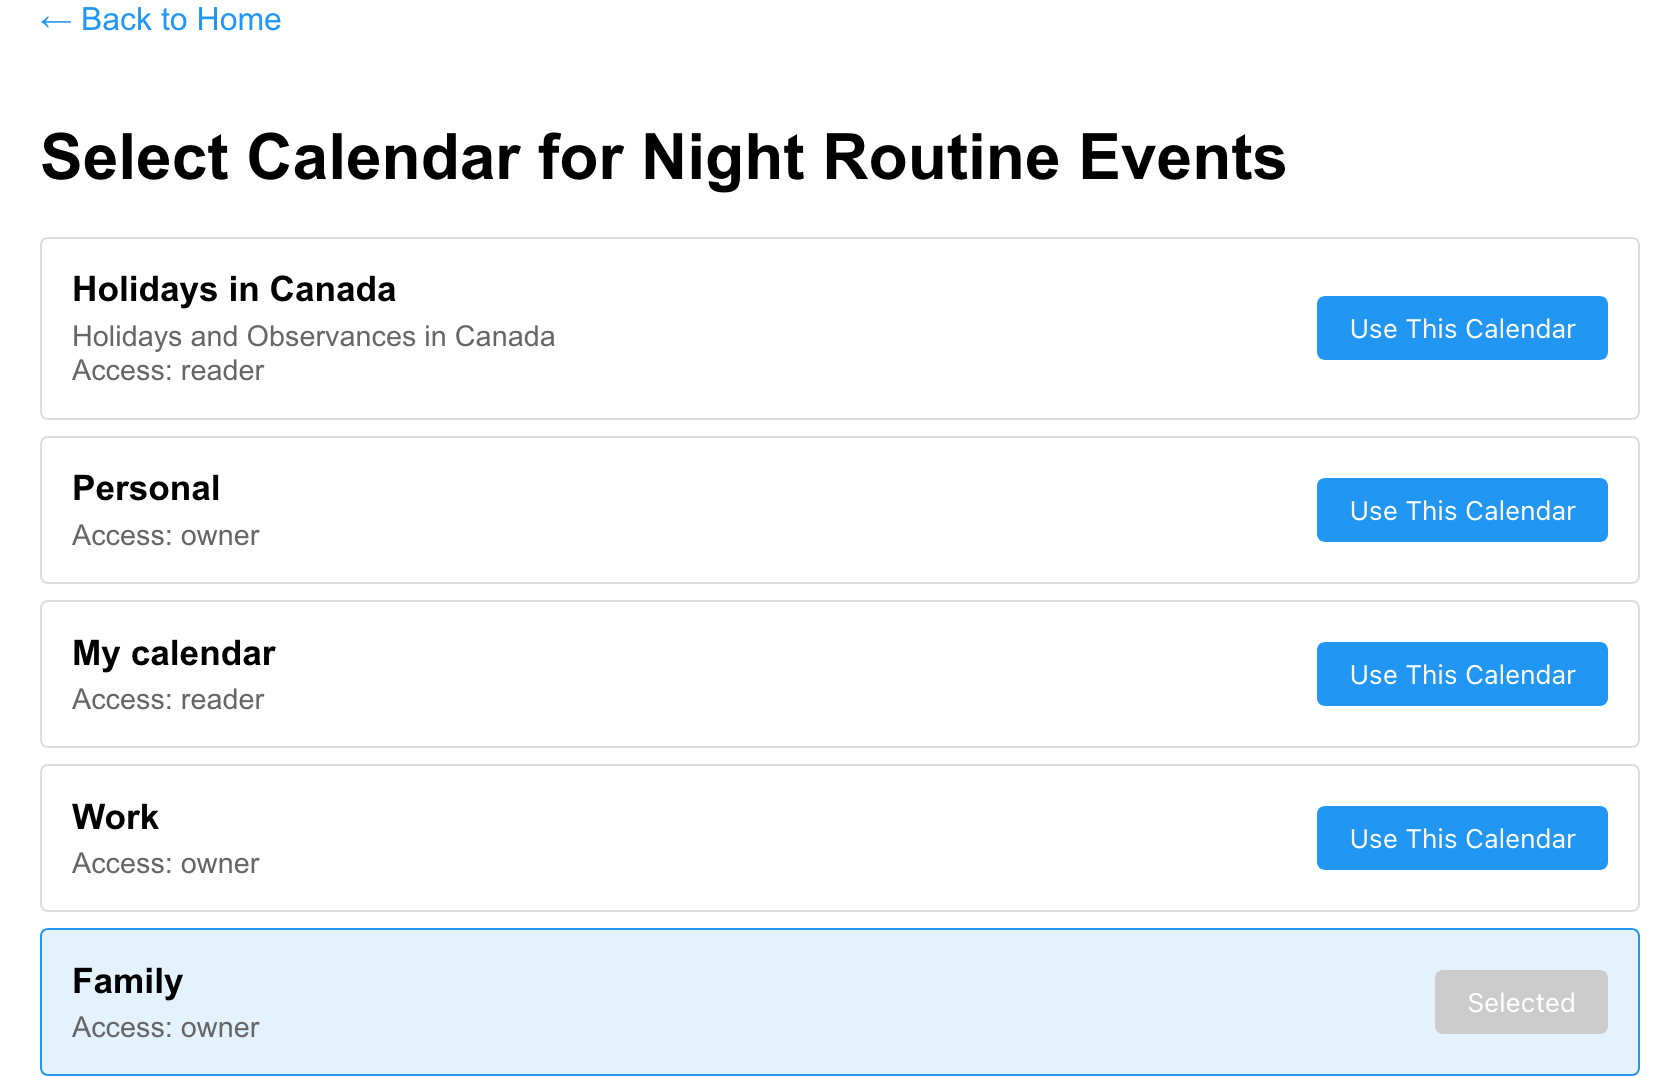 ← Back to Home
Select Calendar for Night Routine Events
Holidays in Canada
Holidays and Observances in Canada
Access: reader
Use This Calendar
Personal
Access: owner
Use This Calendar
My calendar
Access: reader
Use This Calendar
Work
Access: owner
Use This Calendar
Family
Access: owner
Selected